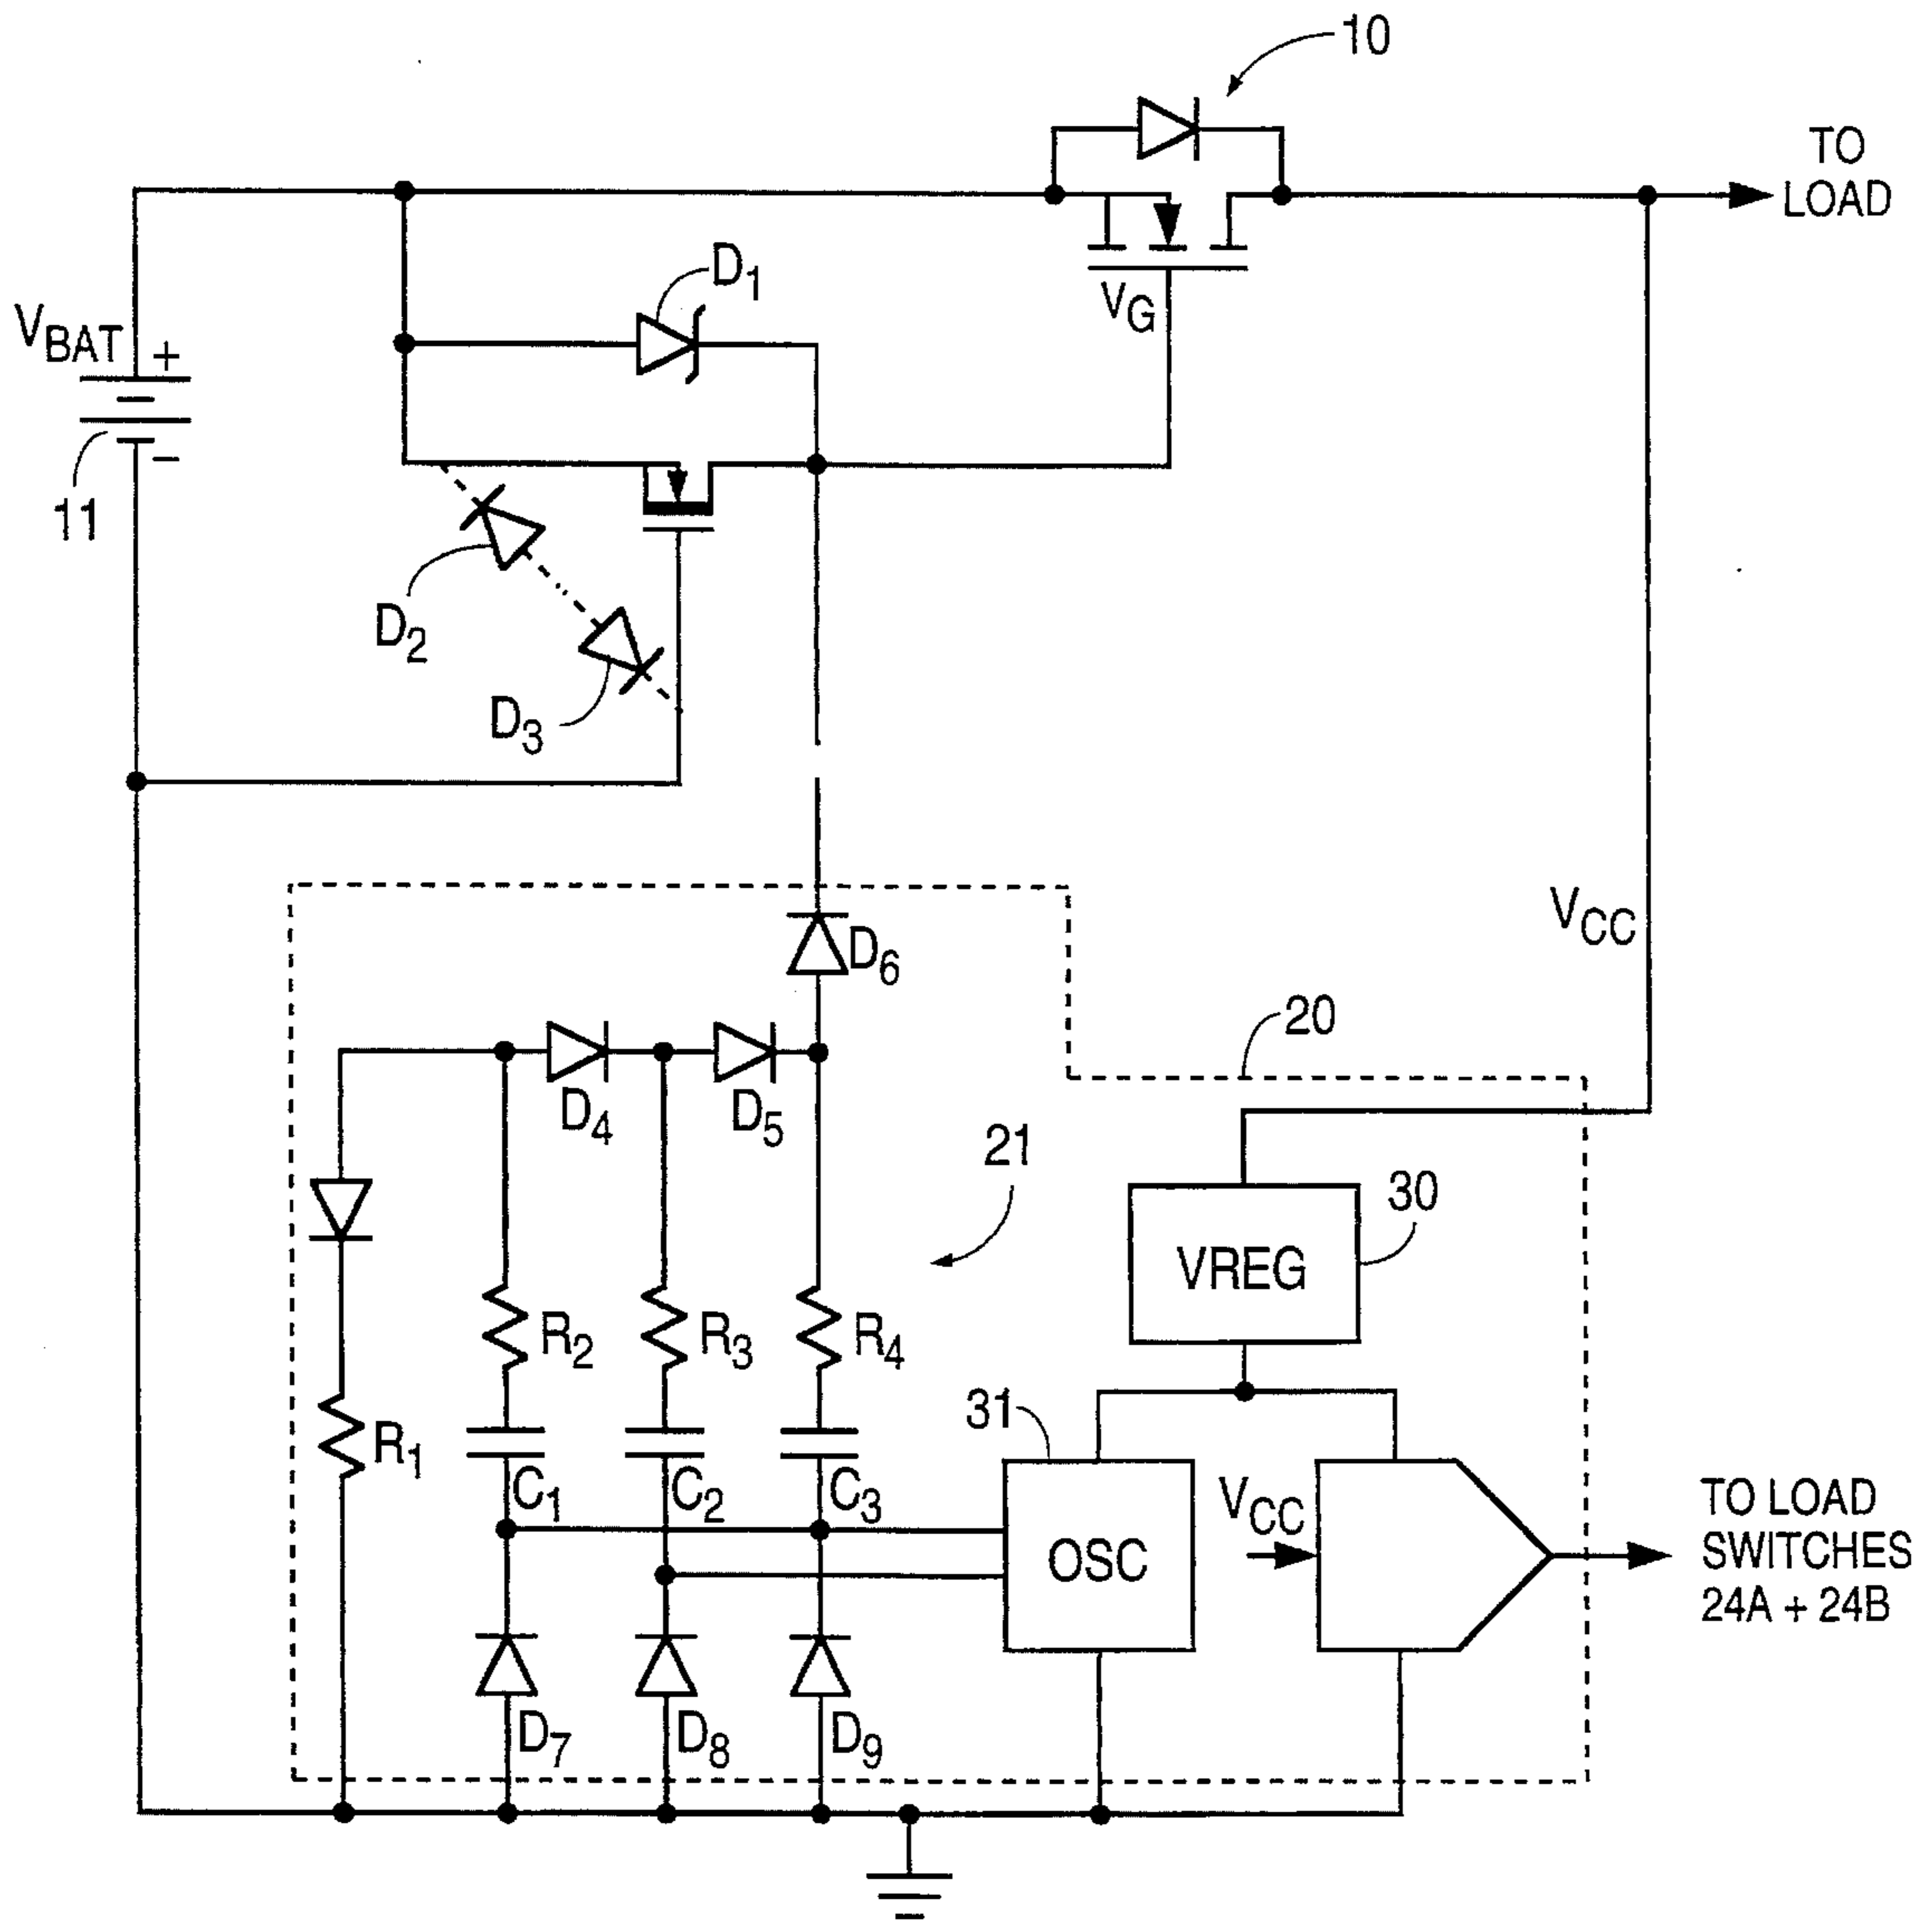 10
TO
LOAD
D1
VBAT
+
VG
−
11
D2
D3
VCC
D6
20
D4
D5
21
30
VREG
R2
R3
R4
31
R1
C1
C2
C3
VCC
OSC
TO LOAD
SWITCHES
24A + 24B
D7
D8
D9